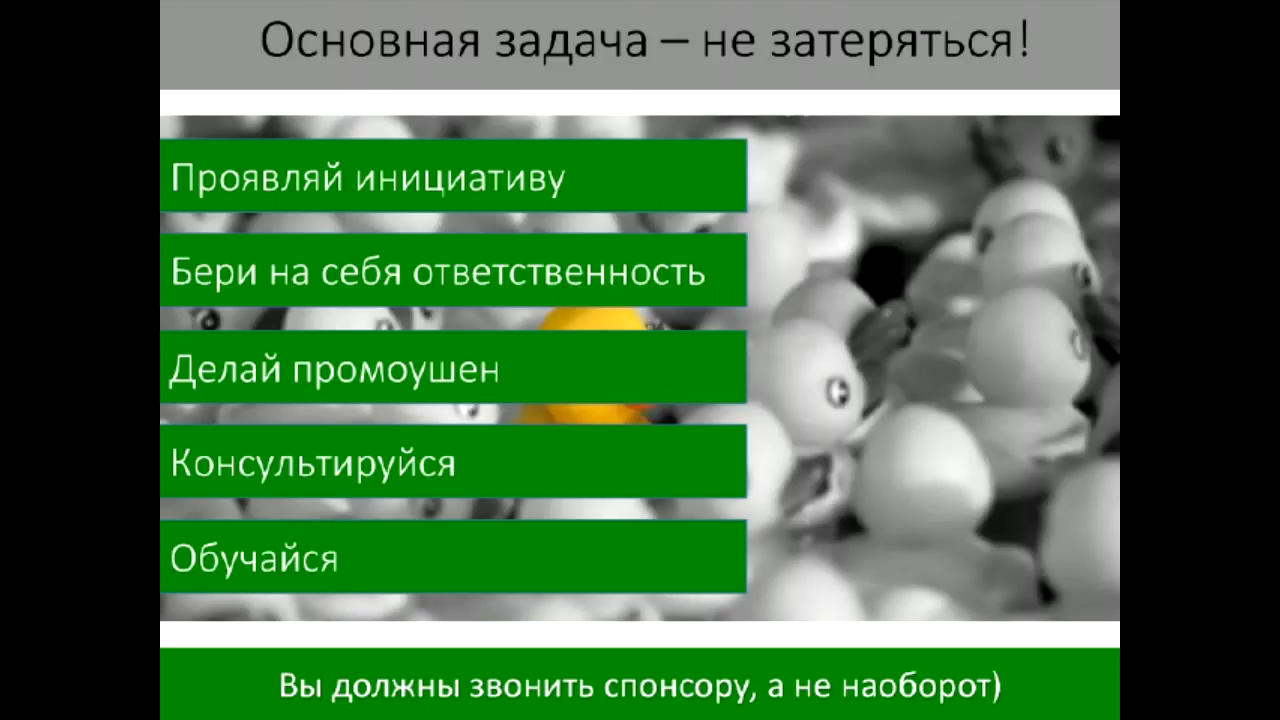 Основная задача – не затеряться!
Проявляй инициативу
Бери на себя ответственность
Делай промоушен
Консультируйся
Обучайся
Вы должны звонить спонсору, а не наоборот)